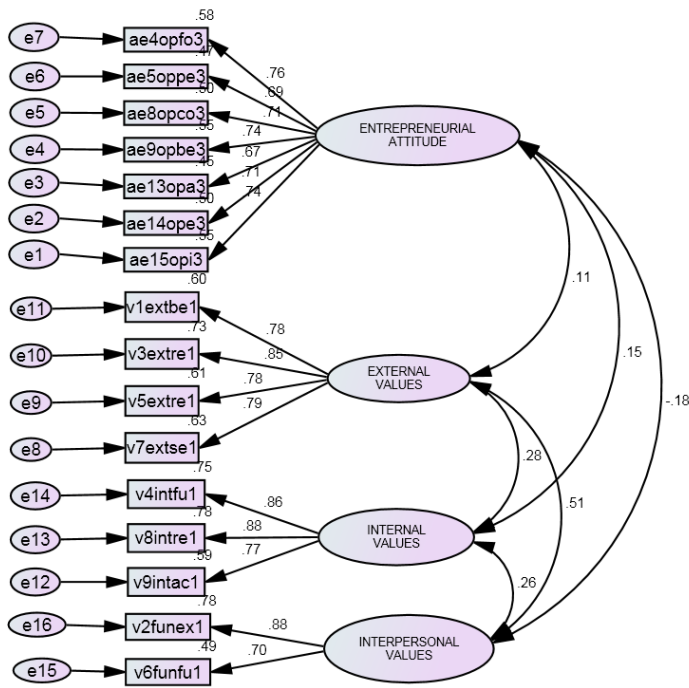 .58
e7
ae4opfo3
.47
.76
e6
ae5oppe3
.69
.50
.71
e5
ae8opco3
.55
.74
e4
ae9opbe3
.67
.45
.71
e3
ae13opa3
.50
.74
e2
ae14ope3
.55
e1
ae15opi3
ENTREPRENEURIAL
ATTITUDE
.60
e11
v1extbe1
.73
.78
e10
v3extre1
.85
.61
.78
e9
v5extre1
.79
.63
e8
v7extse1
EXTERNAL
VALUES
.11
.15
-.18
.75
e14
v4intfu1
.86
.78
e13
v8intre1
.88
.59
.77
e12
v9intac1
INTERNAL
VALUES
.28
.51
.26
.78
e16
v2funex1
.88
.49
.70
e15
v6funfu1
INTERPERSONAL
VALUES